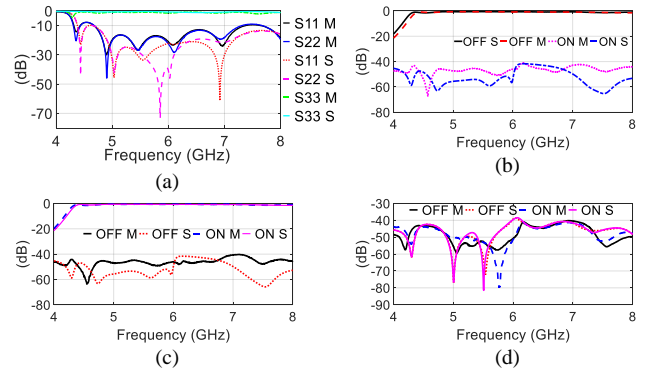 (dB)
0
-10
-30
-50
-70
4 5 6 7 8
Frequency (GHz)
S11 M
S22 M
S11 S
S22 S
S33 M
S33 S
(a)
(dB)
0
-20
-40
-60
-80
4 5 6 7 8
Frequency (GHz)
OFF S OFF M ON M ON S
(b)
(dB)
0
-20
-40
-60
-80
4 5 6 7 8
Frequency (GHz)
OFF M OFF S ON M ON S
(c)
(dB)
-30
-40
-50
-60
-70
-80
-90
4 5 6 7 8
Frequency (GHz)
OFF M OFF S ON M ON S
(d)